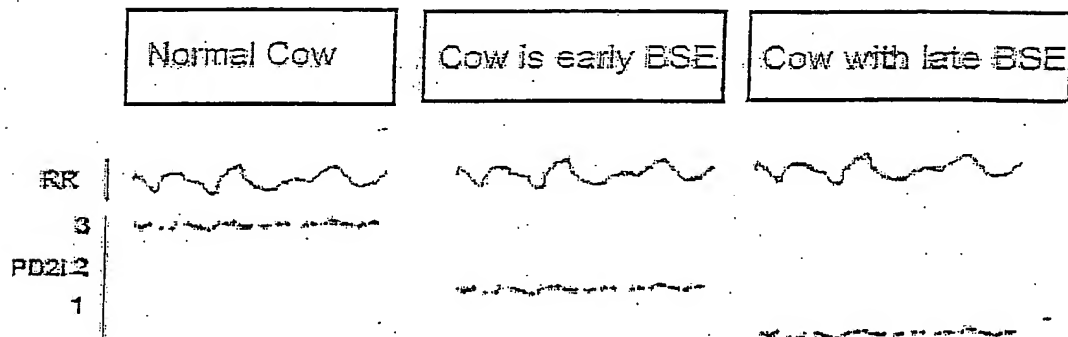 Normal Cow
Cow is early BSE
Cow with late BSE
RR
3
PD2i 2
1